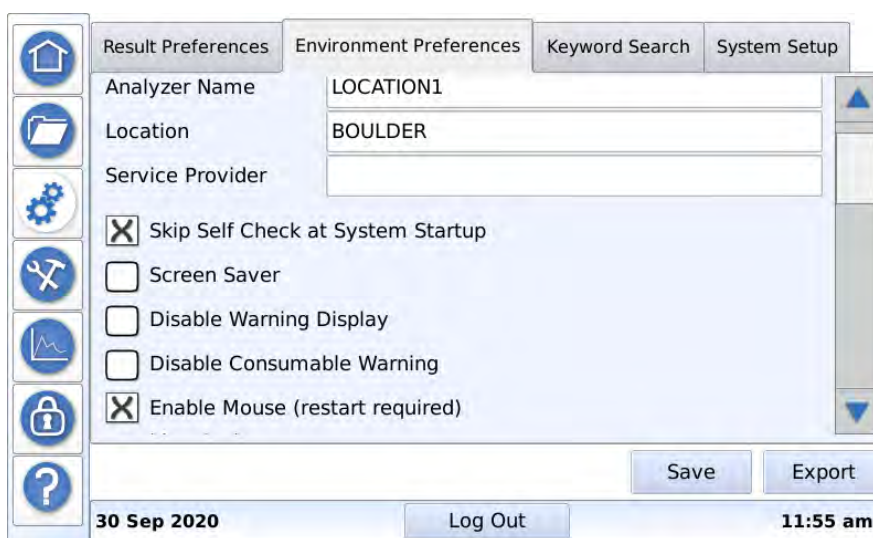 Result Preferences Environment Preferences Keyword Search System Setup
Analyzer Name LOCATION1
Location BOULDER
Service Provider
Skip Self Check at System Startup
Screen Saver
Disable Warning Display
Disable Consumable Warning
Enable Mouse (restart required)
Save Export
30 Sep 2020 Log Out 11:55 am